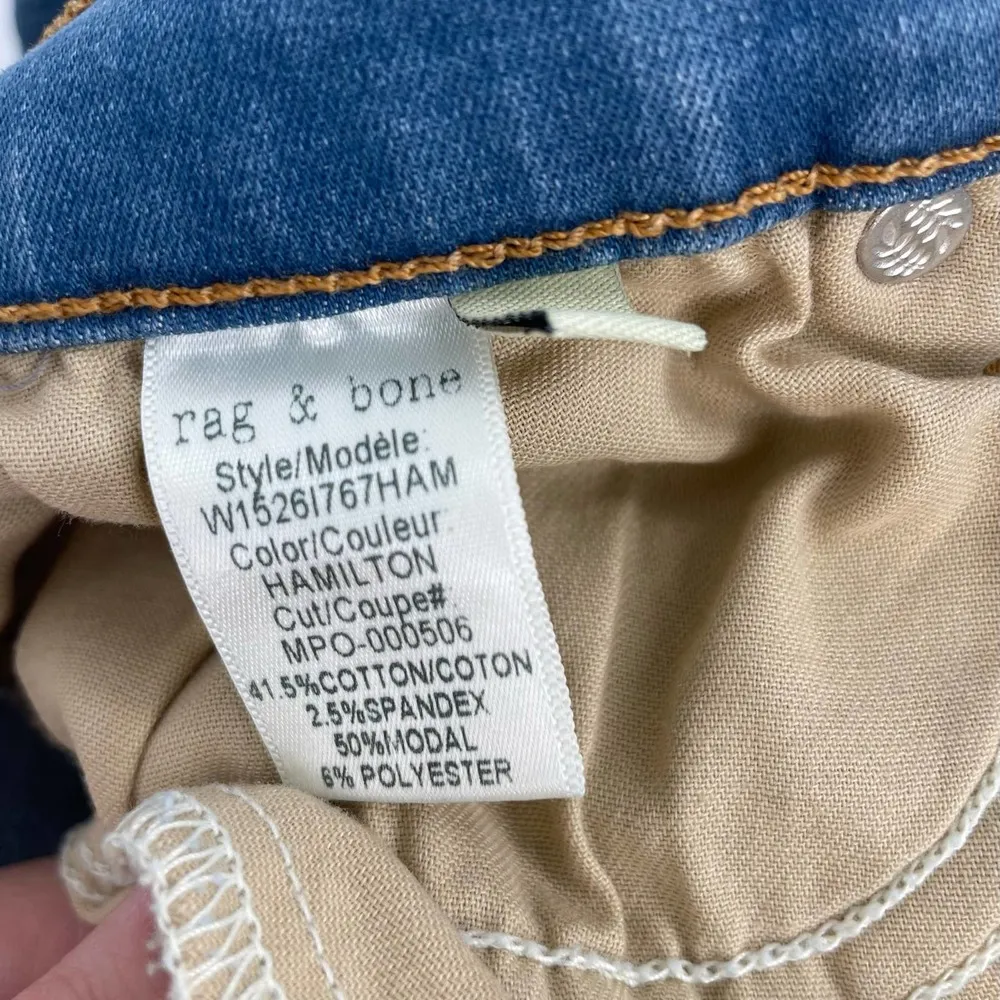 rag & bone
Style/Modèle:
W1526I767HAM
Color/Couleur:
HAMILTON
Cut/Coupe#:
MPO-000506
41.5%COTTON/COTON
2.5%SPANDEX
50%MODAL
6% POLYESTER